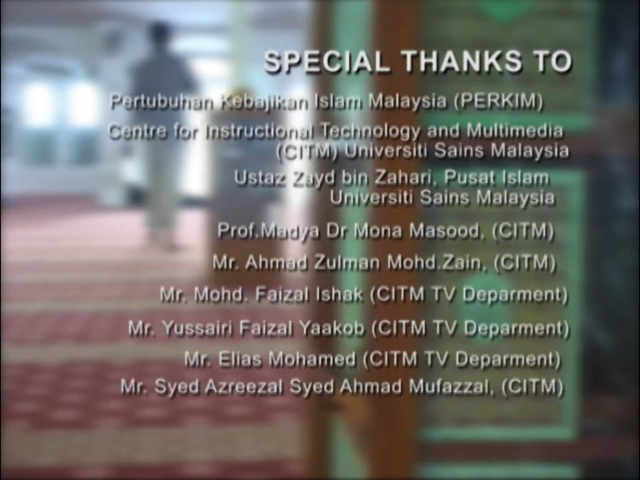 SPECIAL THANKS TO
Pertubuhan Kebajikan Islam Malaysia (PERKIM)
Centre for Instructional Technology and Multimedia
(CITM) Universiti Sains Malaysia
Ustaz Zayd bin Zahari, Pusat Islam
Universiti Sains Malaysia
Prof.Madya Dr Mona Masood, (CITM)
Mr. Ahmad Zulman Mohd.Zain, (CITM)
Mr. Mohd. Faizal Ishak (CITM TV Deparment)
Mr. Yussairi Faizal Yaakob (CITM TV Deparment)
Mr. Elias Mohamed (CITM TV Deparment)
Mr. Syed Azreezal Syed Ahmad Mufazzal, (CITM)